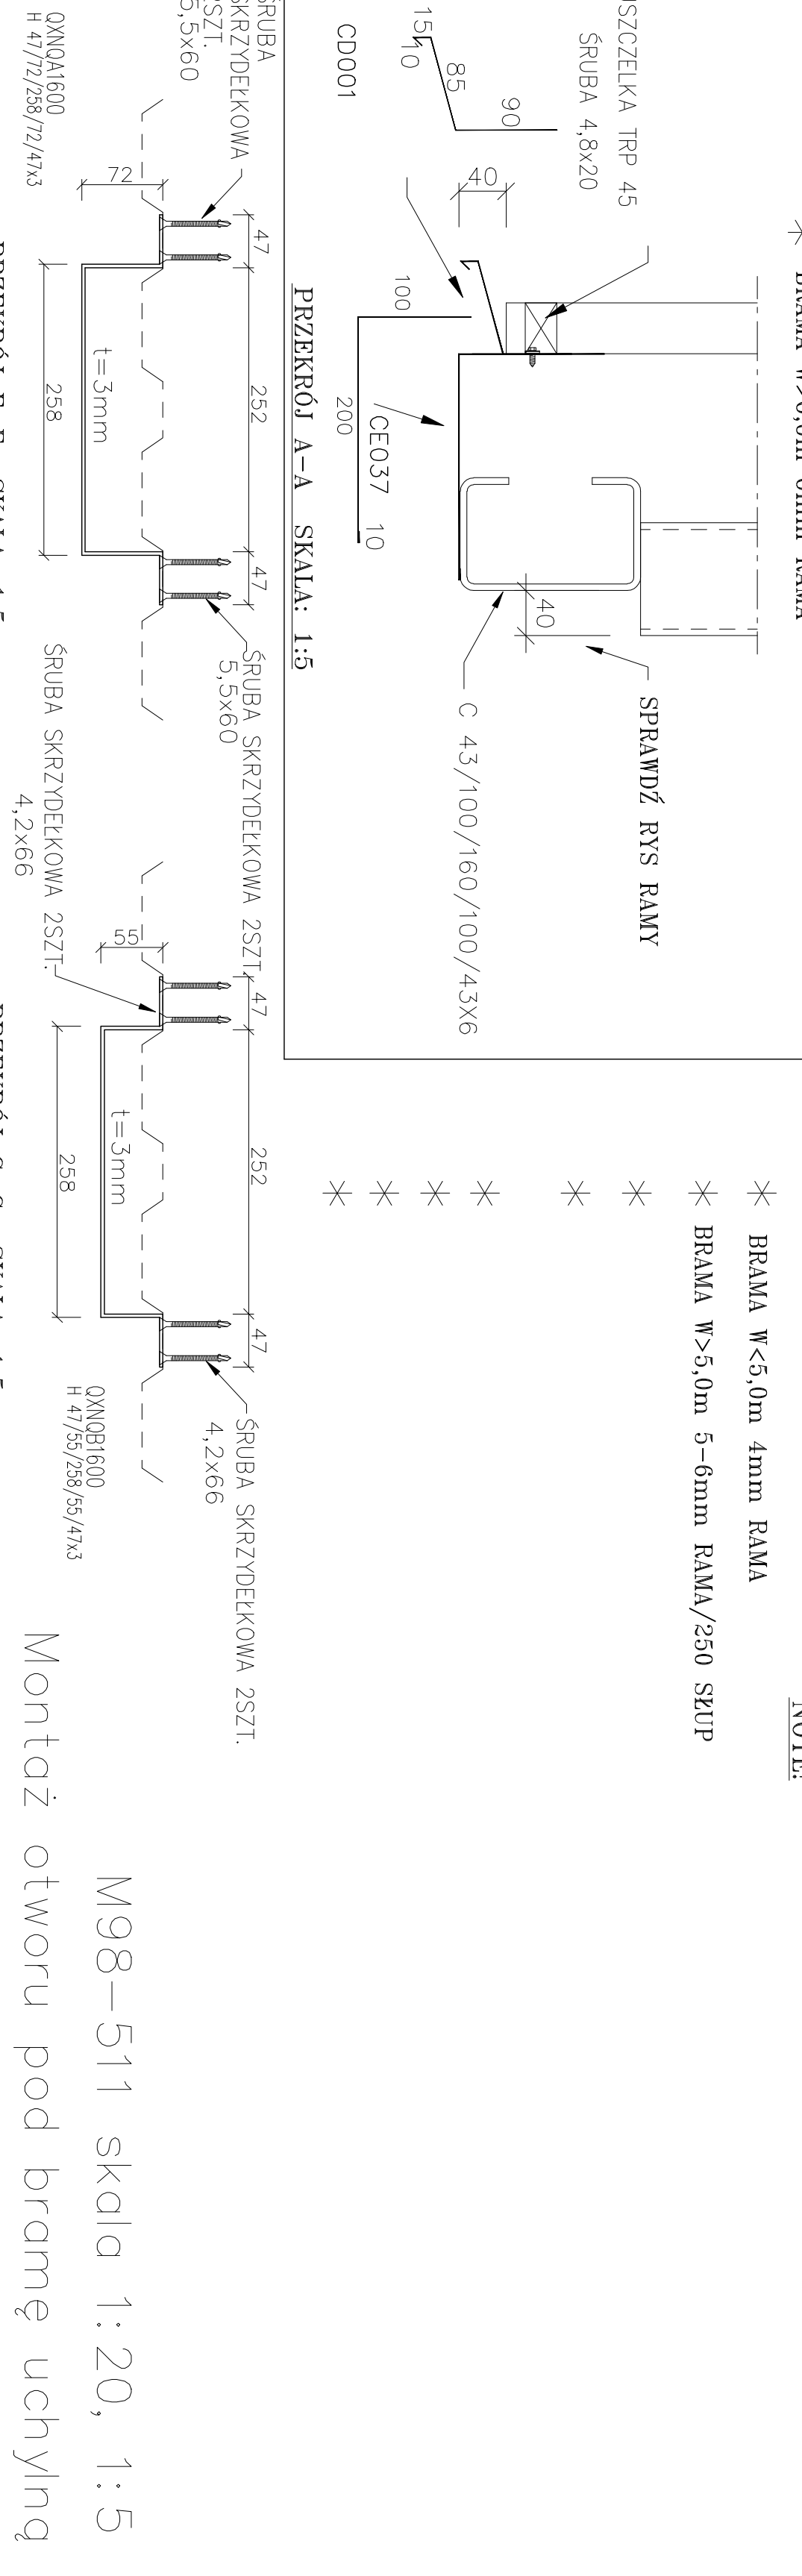 USZCZELKA TRP 45
ŚRUBA 4,8x20
90
85
15
10
CD001
40
100
200
CE037
10
40
SPRAWDŹ RYS RAMY
C 43/100/160/100/43X6
PRZEKRÓJ A-A SKALA: 1:5
BRAMA W<5,0m 4mm RAMA
BRAMA W>5,0m 5-6mm RAMA/250 SŁUP
NOTE:
ŚRUBA
SKRZYDEŁKOWA
2SZT.
5,5x60
QXNQA1600
H 47/72/258/72/47x3
72
47
252
47
t=3mm
258
ŚRUBA SKRZYDEŁKOWA 2SZT.
5,5x60
ŚRUBA SKRZYDEŁKOWA 2SZT.
4,2x66
55
47
252
47
t=3mm
258
ŚRUBA SKRZYDEŁKOWA 2SZT.
4,2x66
QXNQB1600
H 47/55/258/55/47x3
M98-511 skala 1:20, 1:5
Montaż otworu pod bramę uchylną